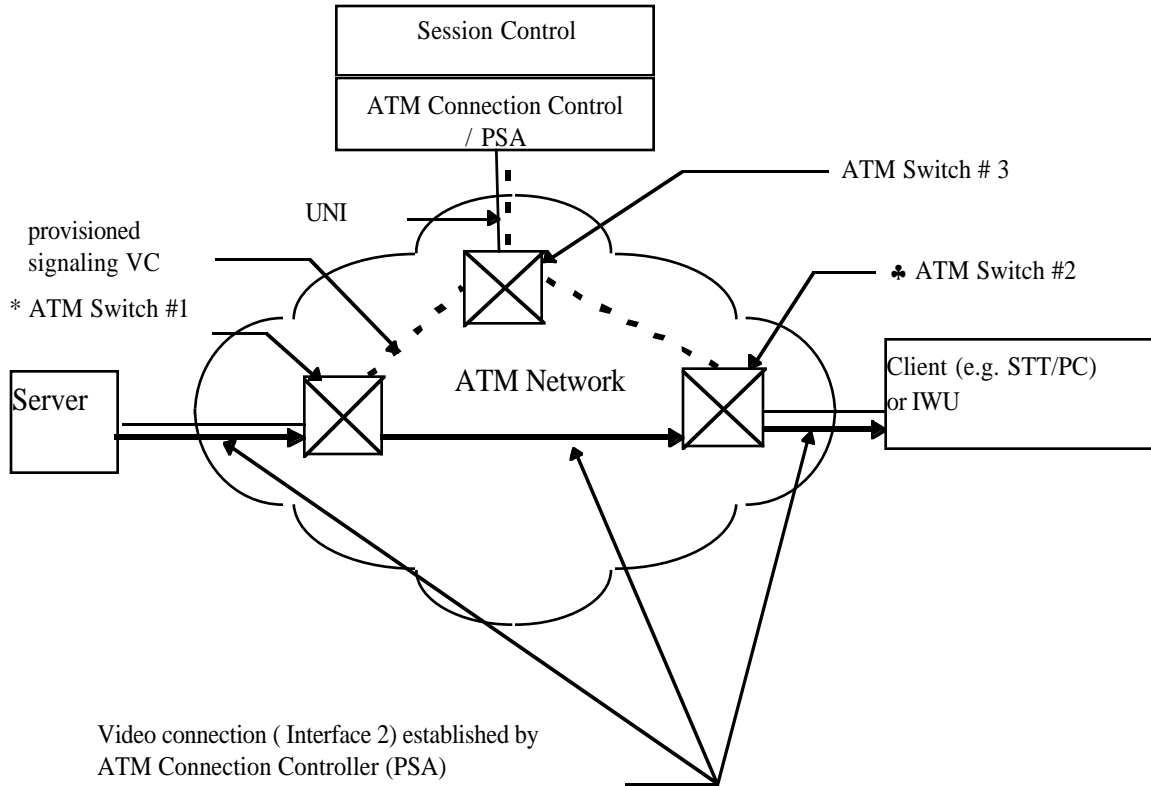 Session Control
ATM Connection Control
/ PSA
ATM Switch # 3
UNI
provisioned
signaling VC
* ATM Switch #1
♣ ATM Switch #2
ATM Network
Server
Client (e.g. STT/PC)
or IWU
Video connection ( Interface 2) established by
ATM Connection Controller (PSA)